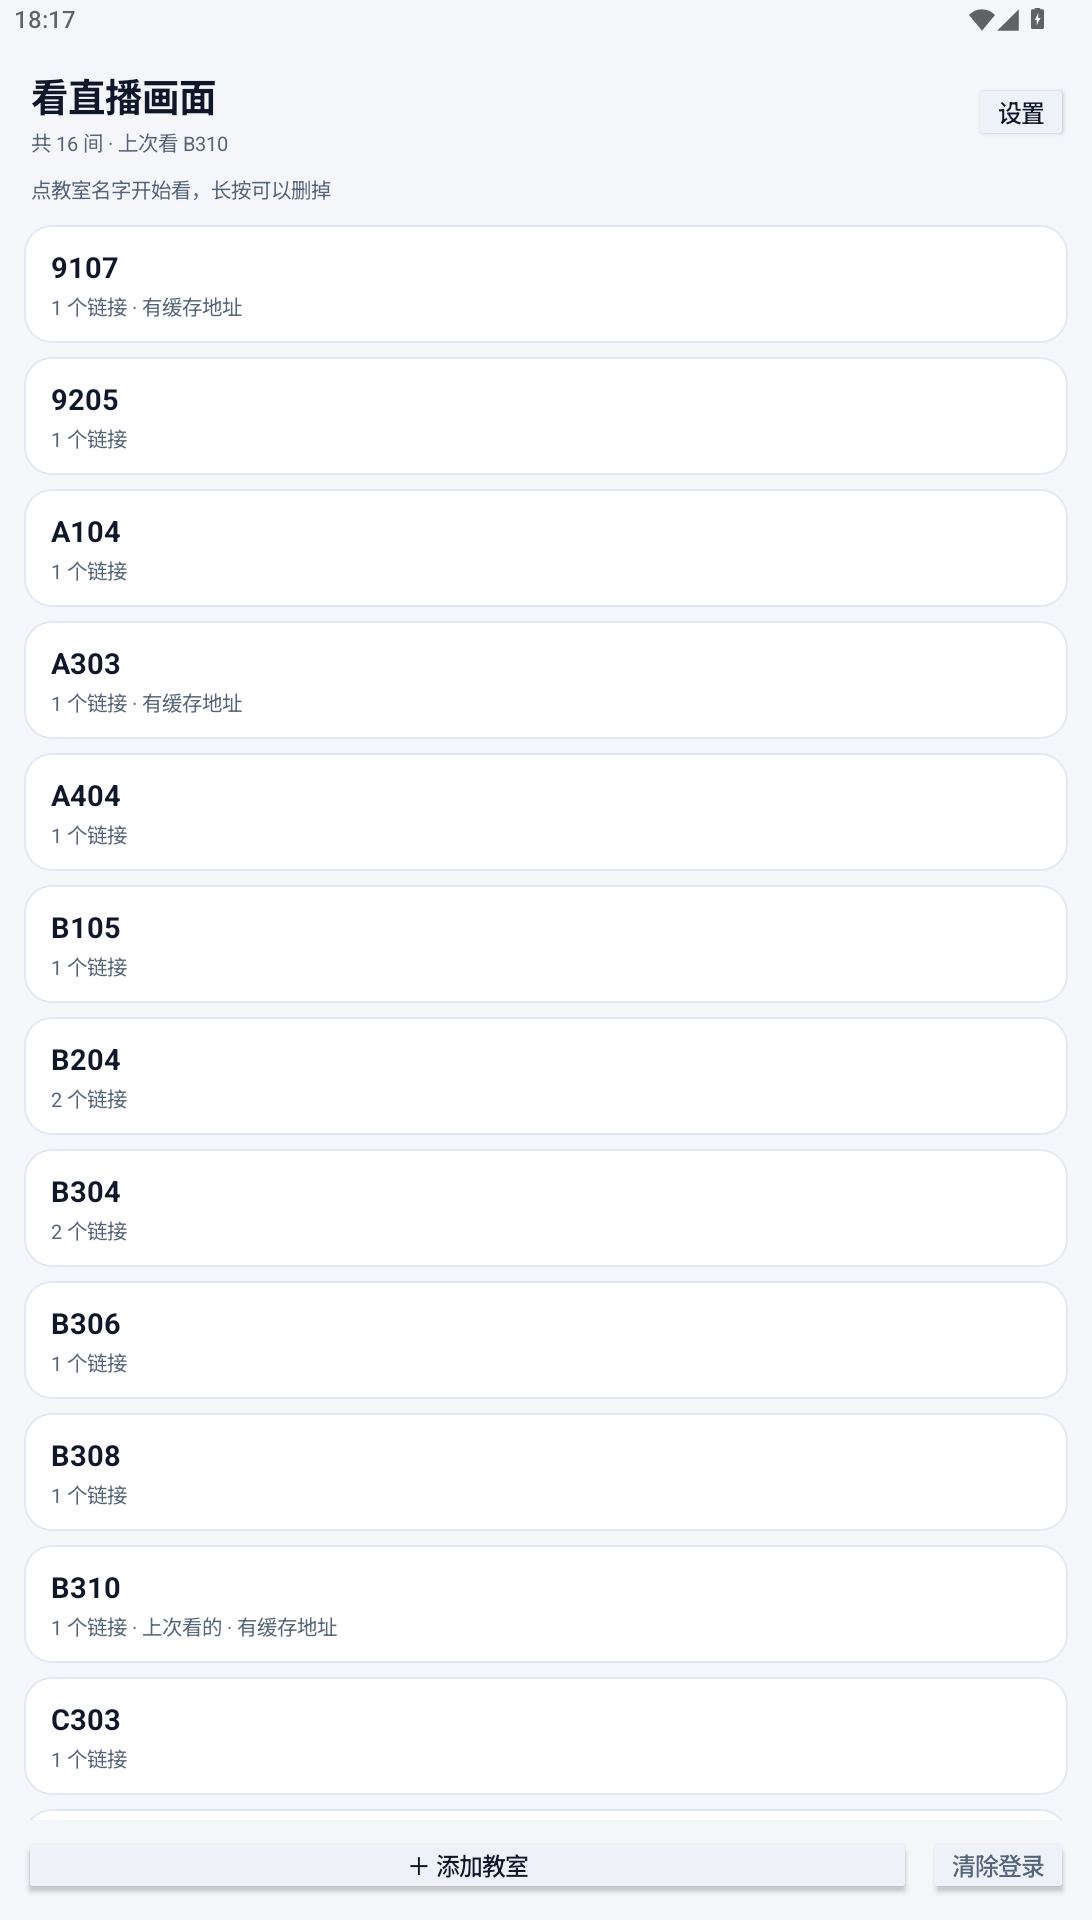 18:17
看直播画面
共 16 间 · 上次看 B310
设置
点教室名字开始看，长按可以删掉
9107
1 个链接 · 有缓存地址
9205
1 个链接
A104
1 个链接
A303
1 个链接 · 有缓存地址
A404
1 个链接
B105
1 个链接
B204
2 个链接
B304
2 个链接
B306
1 个链接
B308
1 个链接
B310
1 个链接 · 上次看的 · 有缓存地址
C303
1 个链接
＋ 添加教室
清除登录